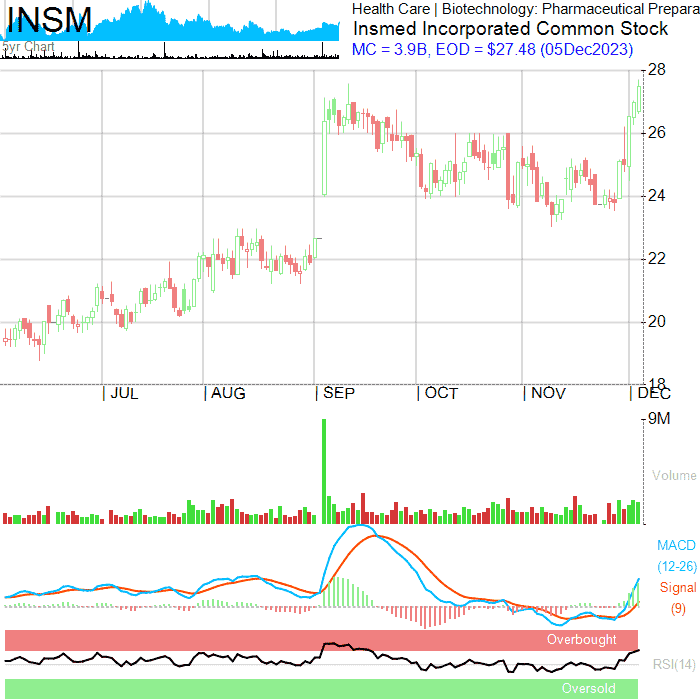 INSM
5yr Chart
Health Care | Biotechnology: Pharmaceutical Prepara
Insmed Incorporated Common Stock
MC = 3.9B, EOD = $27.48 (05Dec2023)
28
26
24
22
20
18
| JUL | AUG | SEP | OCT | NOV | DEC
9M
Volume
MACD
(12-26)
Signal
(9)
Overbought
RSI(14)
Oversold